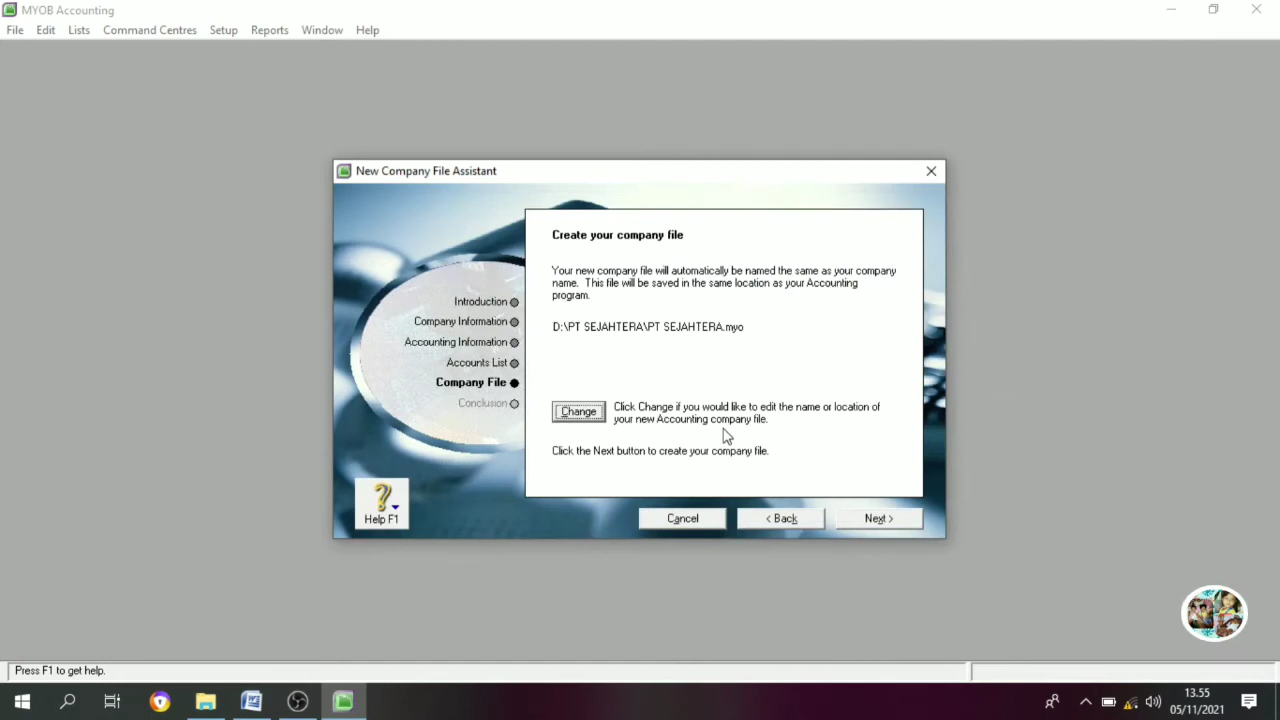 MYOB Accounting
File Edit Lists Command Centres Setup Reports Window Help
New Company File Assistant
Introduction
Company Information
Accounting Information
Accounts List
Company File
Conclusion
Help F1
Create your company file
Your new company file will automatically be named the same as your company
name. This file will be saved in the same location as your Accounting
program.
D:\PT SEJAHTERA\PT SEJAHTERA.myo
Change
Click Change if you would like to edit the name or location of
your new Accounting company file.
Click the Next button to create your company file.
Cancel < Back Next >
Press F1 to get help.
13.55
05/11/2021